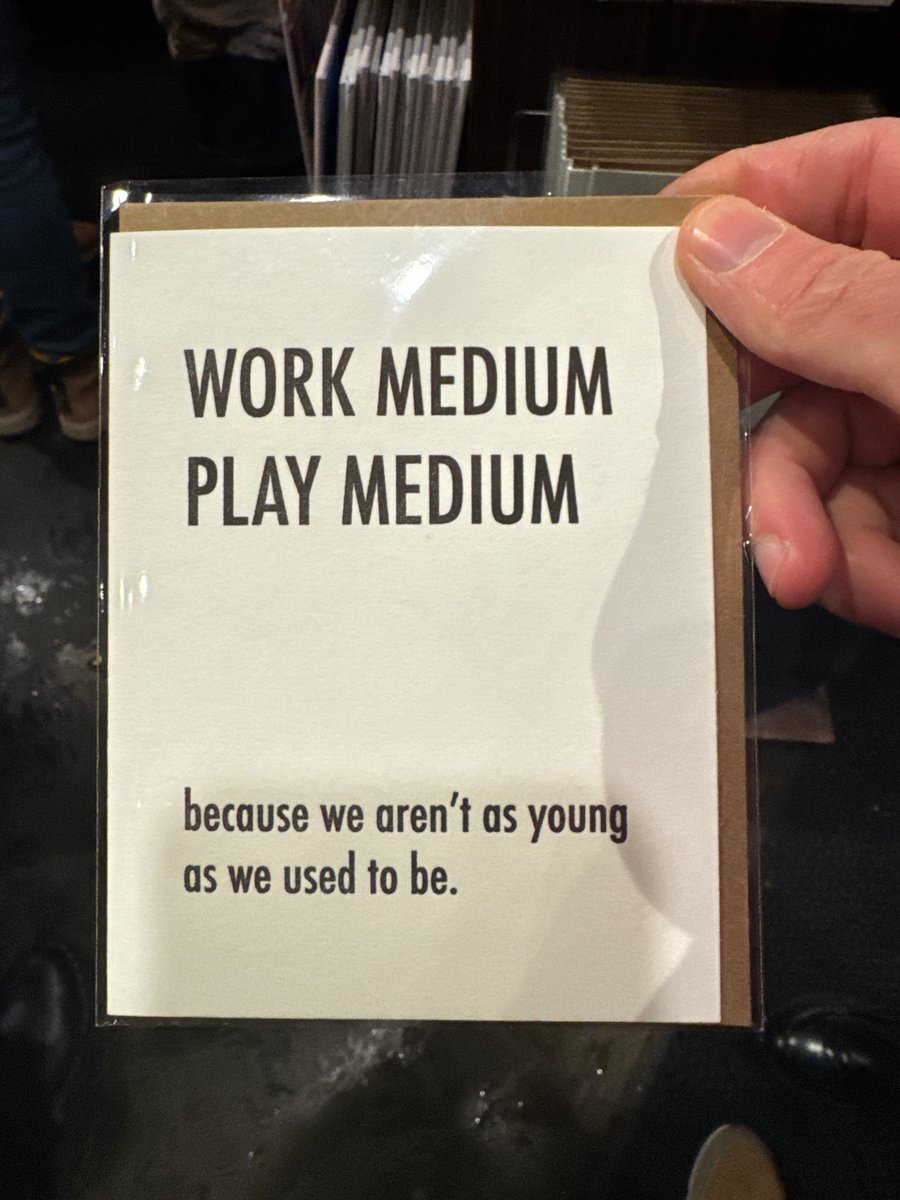 WORK MEDIUM
PLAY MEDIUM
because we aren't as young
as we used to be.